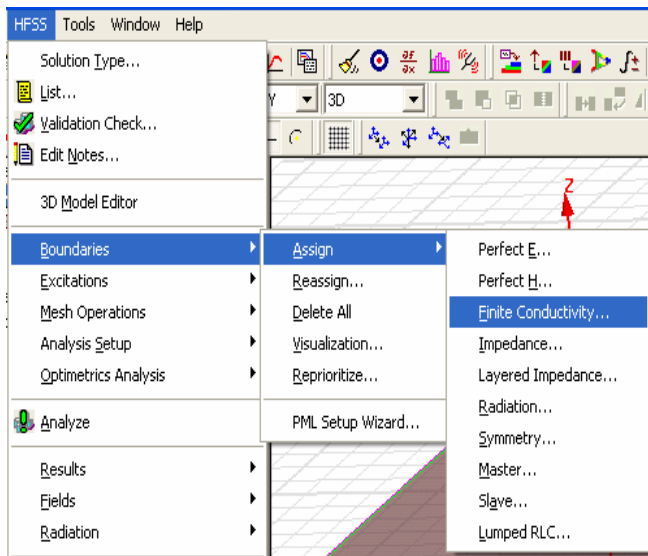 HFSS Tools Window Help
Solution Type...
List...
Validation Check...
Edit Notes...
3D Model Editor
Boundaries
Excitations
Mesh Operations
Analysis Setup
Optimetrics Analysis
Analyze
Results
Fields
Radiation
Assign
Reassign...
Delete All
Visualization...
Reprioritize...
PML Setup Wizard...
Perfect E...
Perfect H...
Finite Conductivity...
Impedance...
Layered Impedance...
Radiation...
Symmetry...
Master...
Slave...
Lumped RLC...
3D
Z